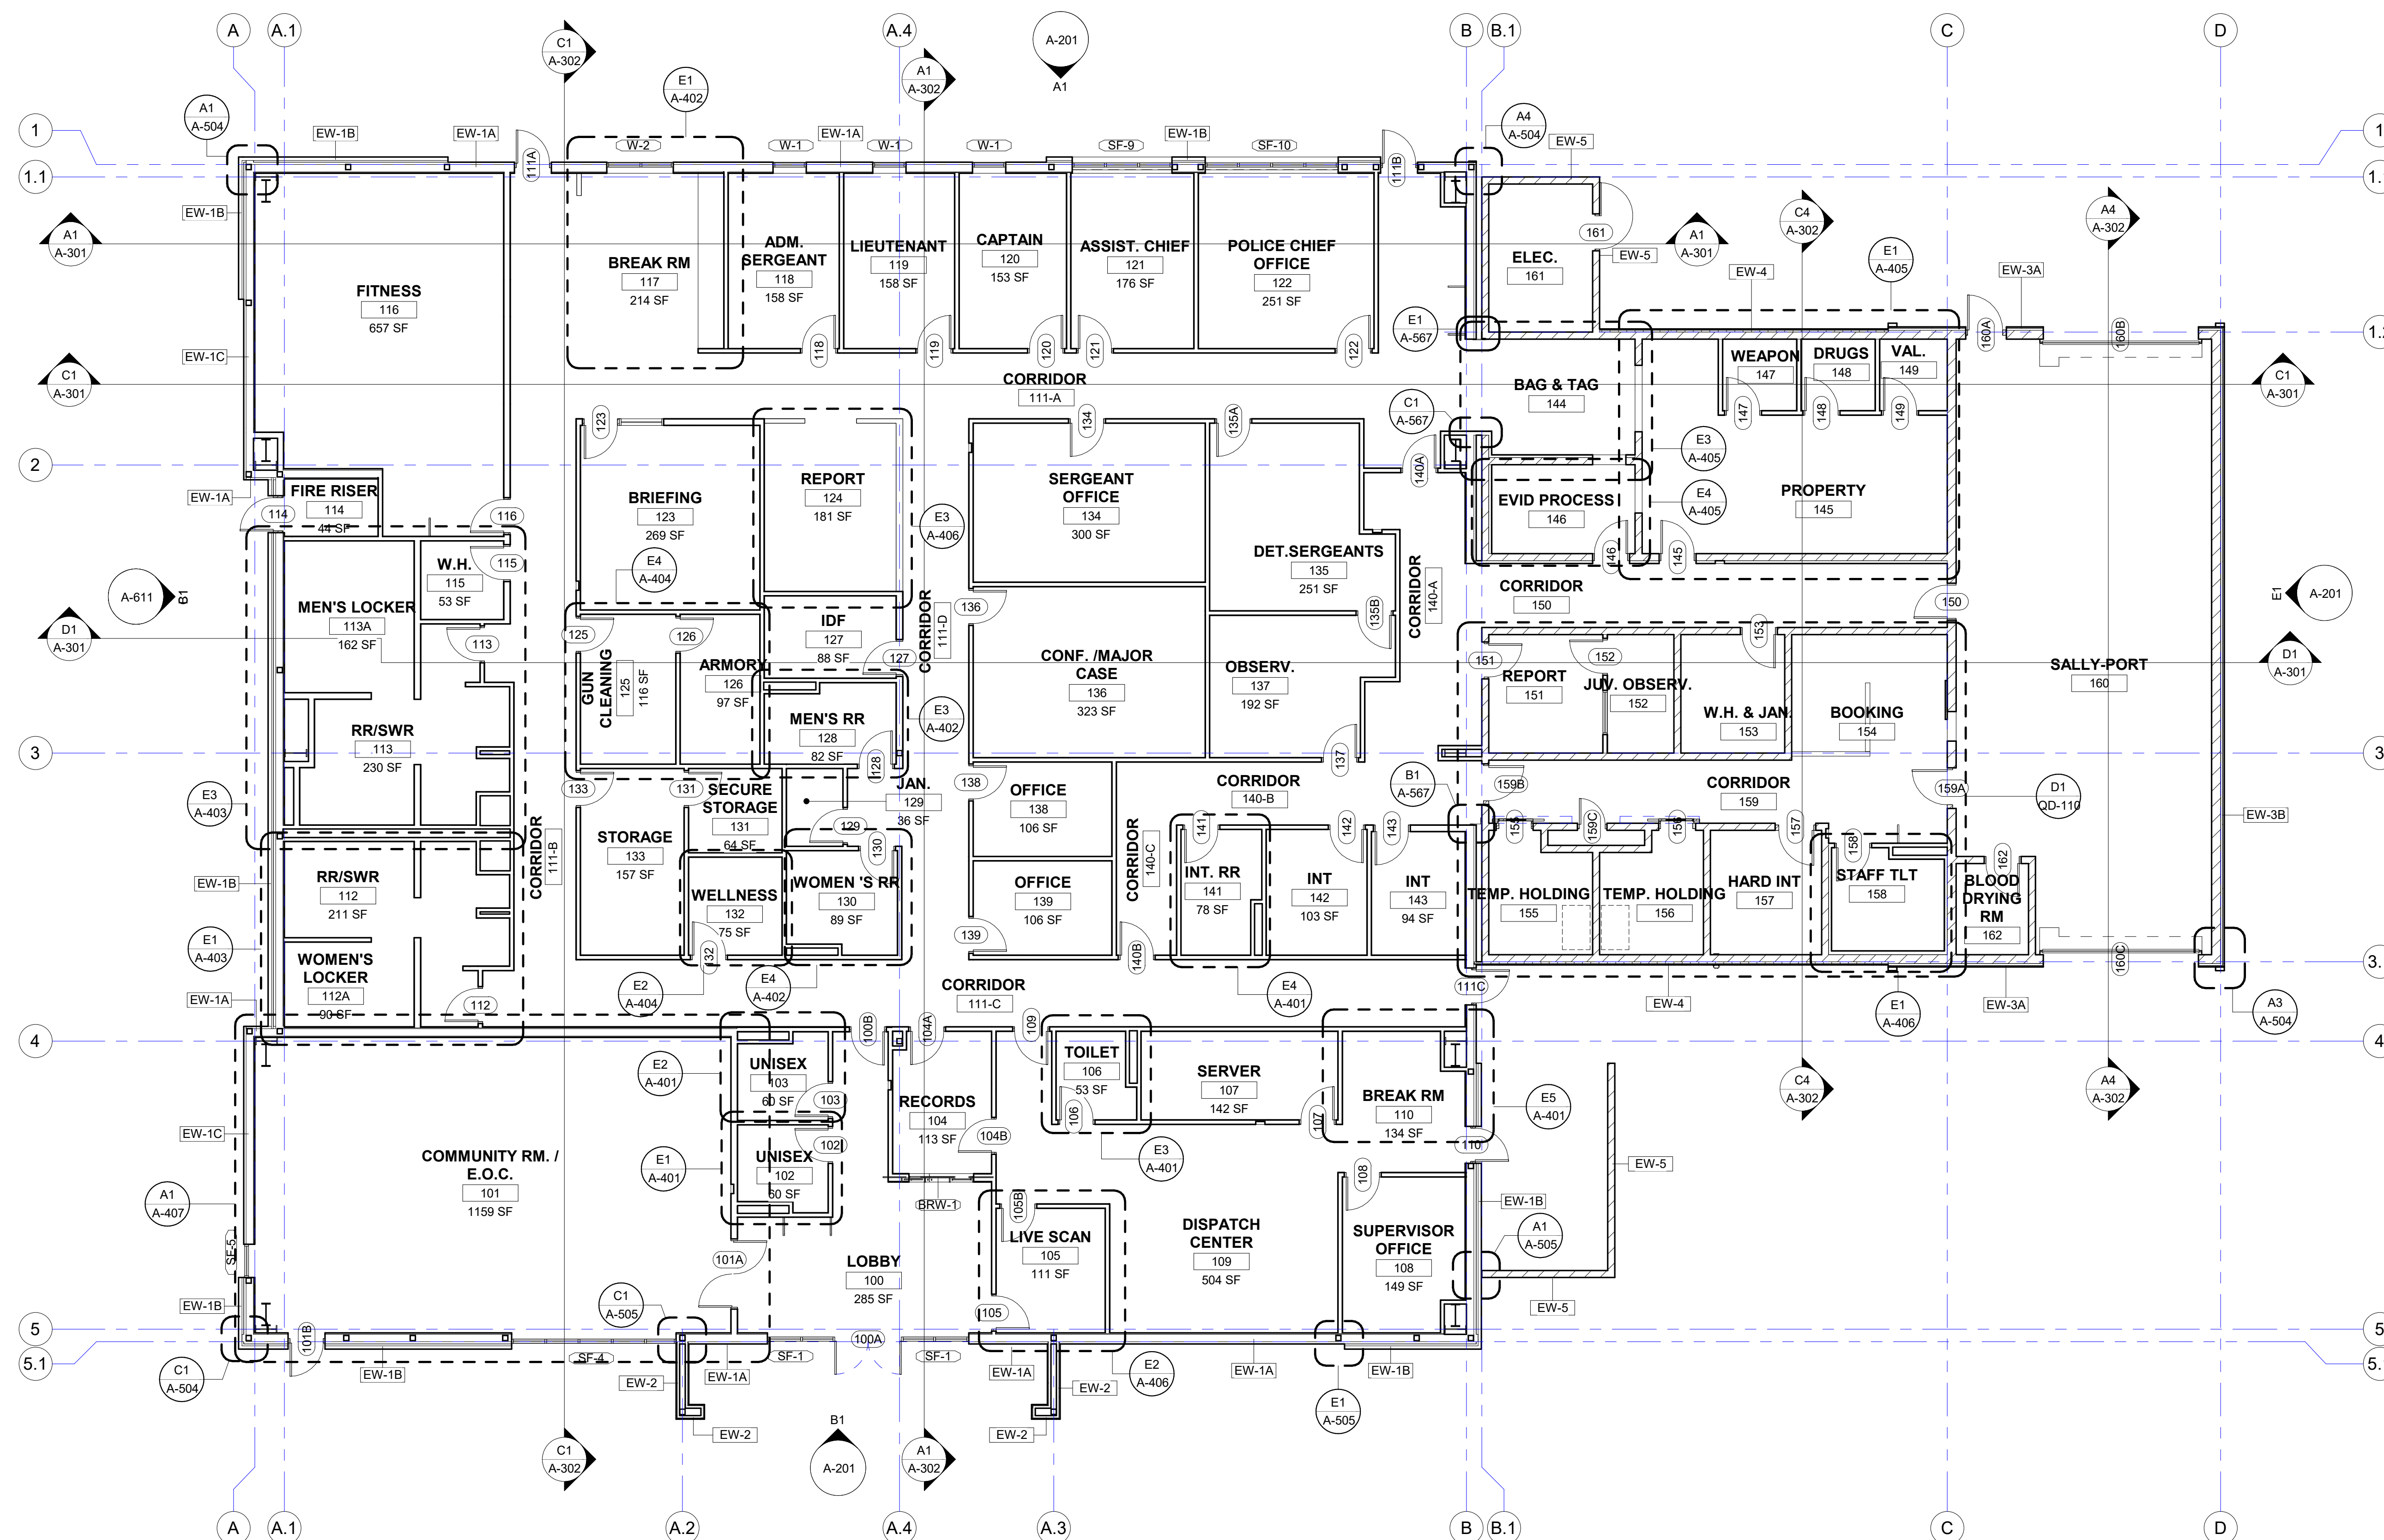 A
A.1
A.4
B
B.1
C
D
C1
A-302
A1
A-302
A-201
A1
E1
A-402
A1
A-504
A4
A-504
1
1
1.1
EW-1B
EW-1A
111A
W-2
W-1
EW-1A
W-1
W-1
SF-9
EW-1B
SF-10
111B
EW-5
EW-1B
A1
A-301
FITNESS
116
657 SF
BREAK RM
117
214 SF
ADM.
SERGEANT
118
158 SF
LIEUTENANT
119
158 SF
CAPTAIN
120
153 SF
ASSIST. CHIEF
121
176 SF
POLICE CHIEF
OFFICE
122
251 SF
ELEC.
161
161
EW-5
A1
A-301
C4
A-302
A4
A-302
EW-4
E1
A-405
EW-3A
EW-1C
C1
A-301
118
119
120
121
122
E1
A-567
160A
160B
CORRIDOR
111-A
BAG & TAG
144
WEAPON
147
DRUGS
148
VAL.
149
147
148
149
C1
A-301
C1
A-567
123
134
135A
140A
2
EW-1A
FIRE RISER
114
44 SF
114
116
BRIEFING
123
269 SF
REPORT
124
181 SF
E3
A-406
SERGEANT
OFFICE
134
300 SF
DET.SERGEANTS
135
251 SF
EVID PROCESS
146
E3
A-405
E4
A-405
PROPERTY
145
146
145
A-611
B1
W.H.
115
53 SF
115
E4
A-404
MEN'S LOCKER
113A
162 SF
113
D1
A-301
125
126
IDF
127
88 SF
127
CORRIDOR
111-D
136
135B
CORRIDOR
140-A
CORRIDOR
150
150
E1
A-201
GUN
CLEANING
125
116 SF
ARMORY
126
97 SF
CONF. /MAJOR
CASE
136
323 SF
OBSERV.
137
192 SF
151
REPORT
151
152
JUV. OBSERV.
152
153
W.H. & JAN.
153
BOOKING
154
SALLY-PORT
160
D1
A-301
MEN'S RR
128
82 SF
128
E3
A-402
RR/SWR
113
230 SF
3
3
137
E3
A-403
133
131
SECURE
STORAGE
131
64 SF
JAN.
129
36 SF
129
130
138
OFFICE
138
106 SF
CORRIDOR
140-B
B1
A-567
159B
CORRIDOR
159
159A
D1
QD-110
EW-3B
STORAGE
133
157 SF
CORRIDOR
140-C
141
142
143
155
159C
156
157
158
162
EW-1B
RR/SWR
112
211 SF
CORRIDOR
111-B
WELLNESS
132
75 SF
132
WOMEN 'S RR
130
89 SF
OFFICE
139
106 SF
139
140B
INT. RR
141
78 SF
INT
142
103 SF
INT
143
94 SF
TEMP. HOLDING
155
TEMP. HOLDING
156
HARD INT
157
STAFF TLT
158
BLOOD
DRYING
RM
162
160C
E1
A-403
WOMEN'S
LOCKER
112A
90 SF
112
EW-1A
E2
A-404
E4
A-402
CORRIDOR
111-C
E4
A-401
111C
EW-4
E1
A-406
EW-3A
A3
A-504
4
4
100B
104A
109
E2
A-401
UNISEX
103
60 SF
103
RECORDS
104
113 SF
104B
TOILET
106
53 SF
106
SERVER
107
142 SF
107
BREAK RM
110
134 SF
110
E5
A-401
C4
A-302
A4
A-302
EW-1C
COMMUNITY RM. /
E.O.C.
101
1159 SF
E1
A-401
UNISEX
102
60 SF
102
E3
A-401
108
EW-5
A1
A-407
BRW-1
105B
EW-1B
A1
A-505
SF-5
101A
LOBBY
100
285 SF
LIVE SCAN
105
111 SF
105
DISPATCH
CENTER
109
504 SF
SUPERVISOR
OFFICE
108
149 SF
EW-1B
EW-5
C1
A-505
5
5
5.1
101B
100A
C1
A-504
EW-1B
SF-4
EW-2
EW-1A
SF-1
SF-1
EW-1A
EW-2
E2
A-406
EW-1A
E1
A-505
EW-1B
EW-2
EW-2
C1
A-302
B1
A-201
A1
A-302
A
A.1
A.2
A.4
A.3
B
B.1
C
D